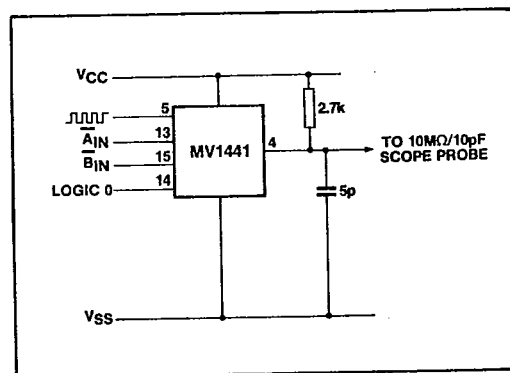 VCC
2.7k
5
AIN
13
MV1441
4
TO 10MΩ/10pF
SCOPE PROBE
BIN
15
LOGIC 0
14
5p
VSS